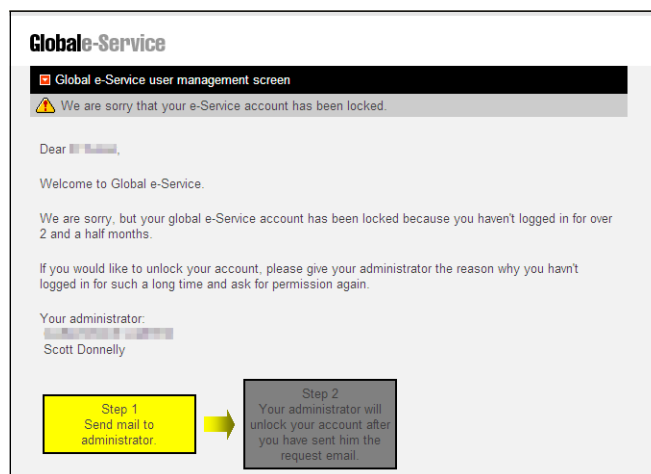 Globale-Service
Global e-Service user management screen
We are sorry that your e-Service account has been locked.
Dear ,
Welcome to Global e-Service.
We are sorry, but your global e-Service account has been locked because you haven't logged in for over
2 and a half months.
If you would like to unlock your account, please give your administrator the reason why you havn't
logged in for such a long time and ask for permission again.
Your administrator:
Scott Donnelly
Step 1
Send mail to
administrator.
Step 2
Your administrator will
unlock your account after
you have sent him the
request email.